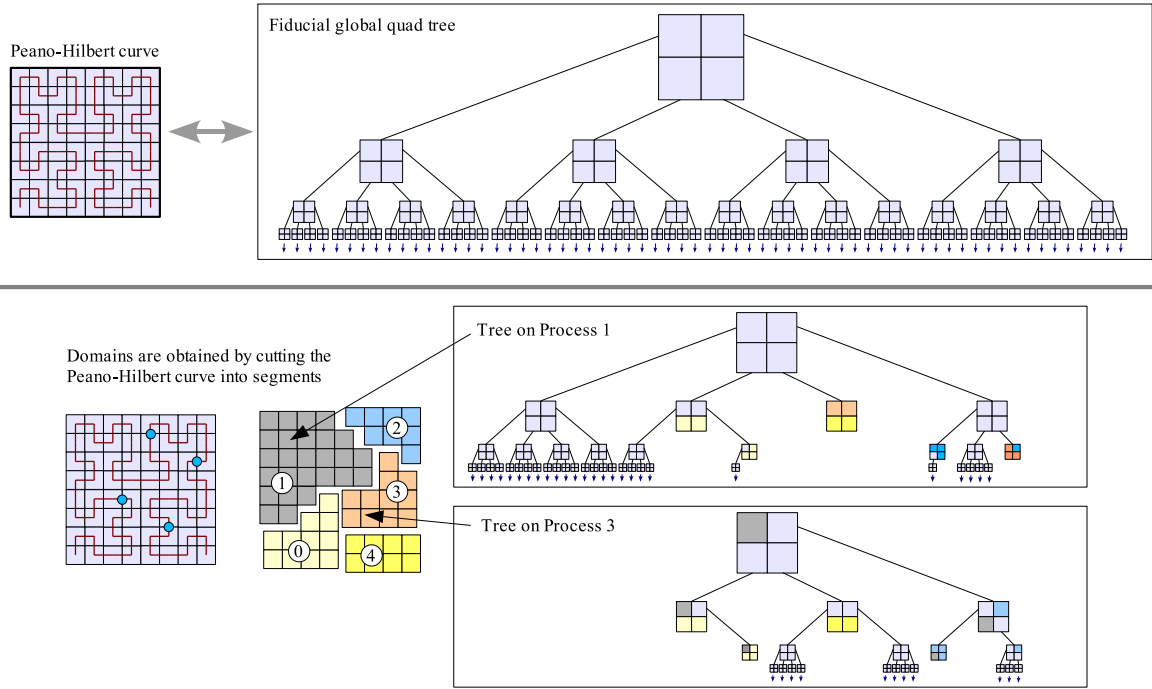 Fiducial global quad tree
Peano-Hilbert curve
Tree on Process 1
Domains are obtained by cutting the
Peano-Hilbert curve into segments
2
1
3
Tree on Process 3
0
4